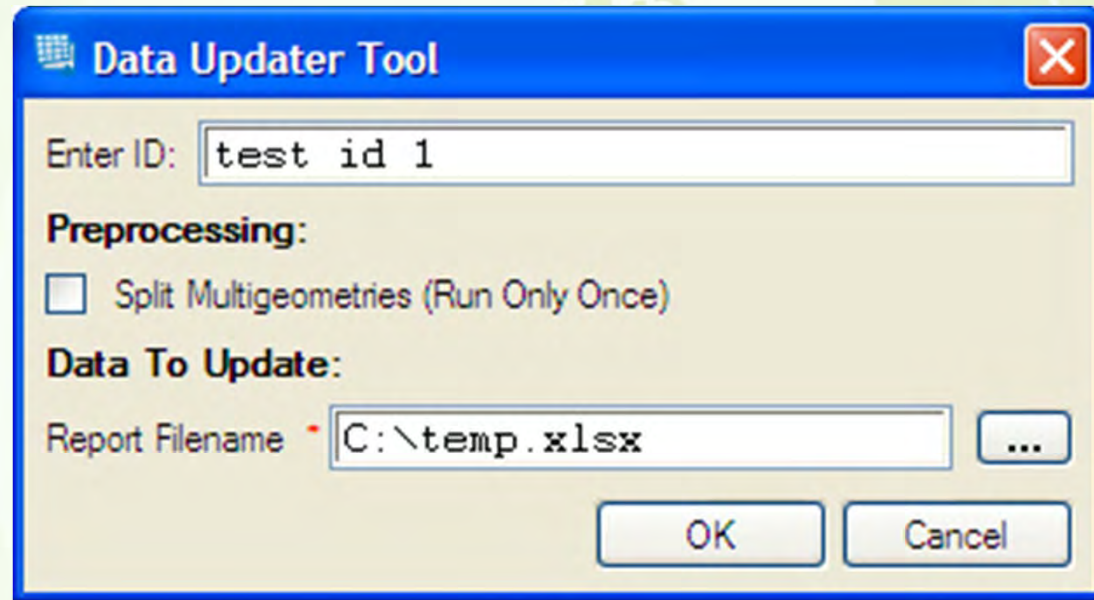 Data Updater Tool
Enter ID: test id 1
Preprocessing:
Split Multigeometries (Run Only Once)
Data To Update:
Report Filename * C:\temp.xlsx ...
OK Cancel